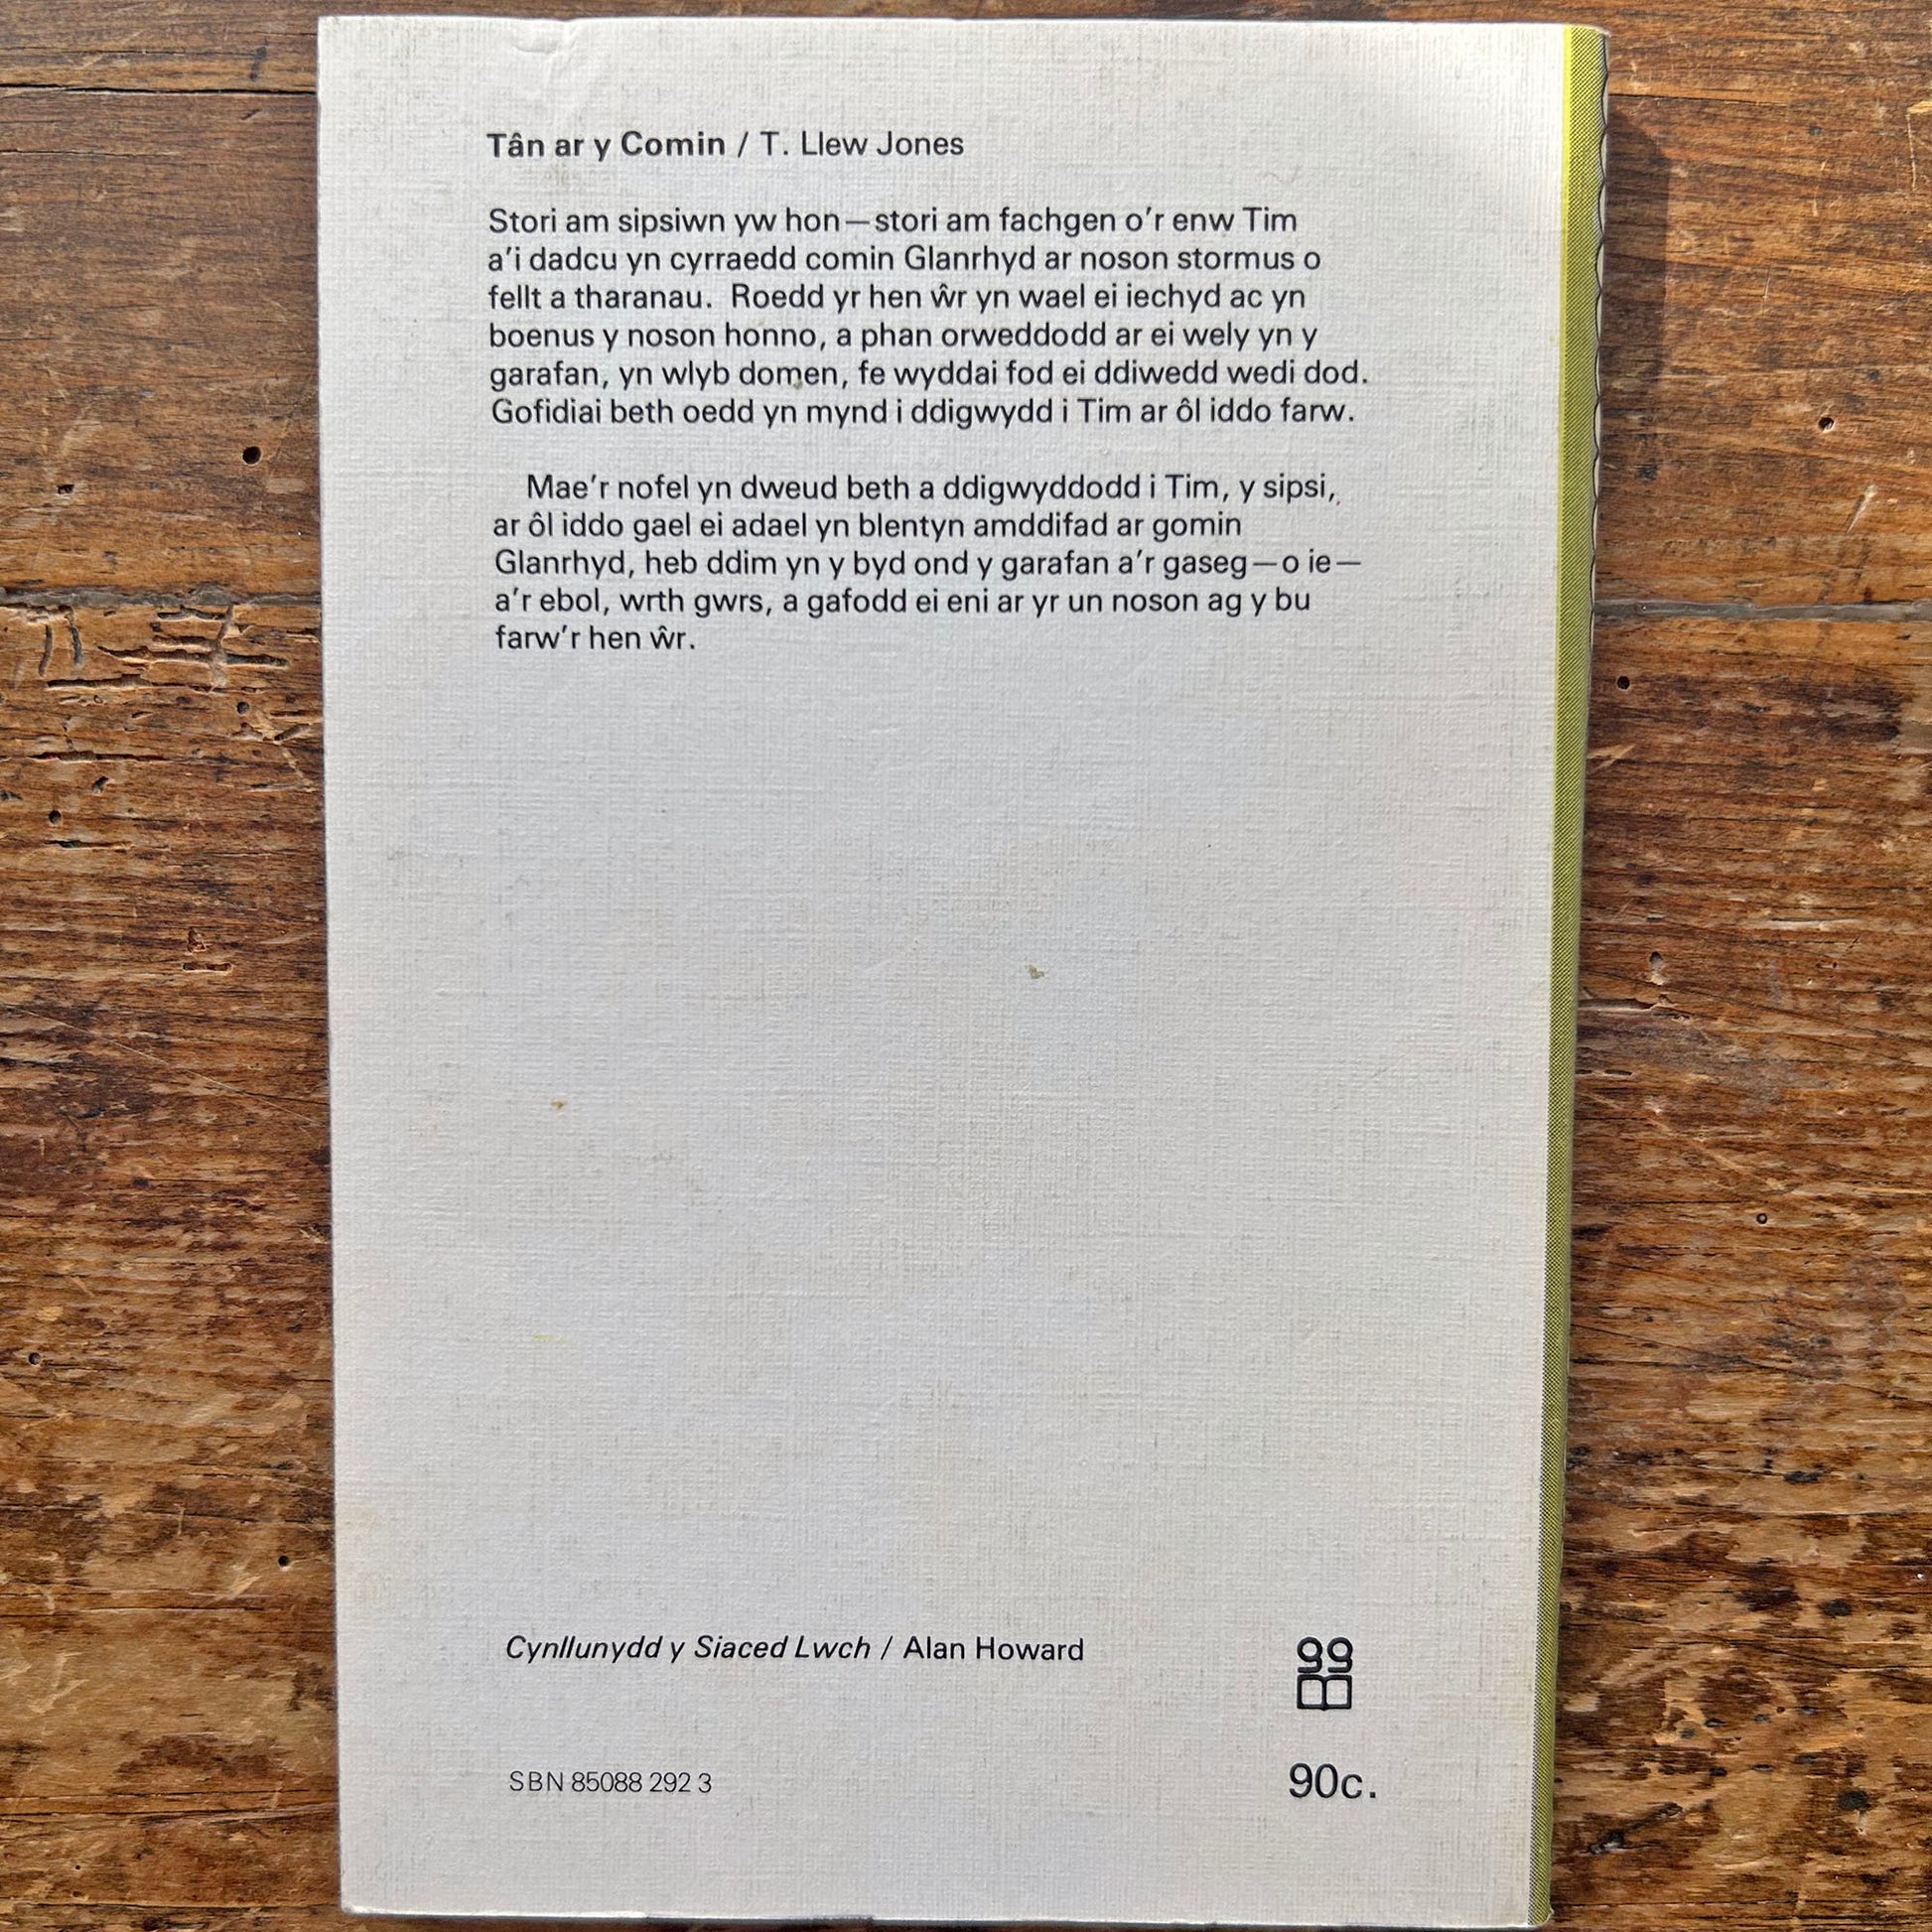 Tân ar y Comin / T. Llew Jones
Stori am sipsiwn yw hon—stori am fachgen o'r enw Tim
a'i dadcu yn cyrraedd comin Glanrhyd ar noson stormus o
fellt a tharanau. Roedd yr hen ŵr yn wael ei iechyd ac yn
boenus y noson honno, a phan orweddodd ar ei wely yn y
garafan, yn wlyb domen, fe wyddai fod ei ddiwedd wedi dod.
Gofidiai beth oedd yn mynd i ddigwydd i Tim ar ôl iddo farw.
Mae'r nofel yn dweud beth a ddigwyddodd i Tim, y sipsi,
ar ôl iddo gael ei adael yn blentyn amddifad ar gomin
Glanrhyd, heb ddim yn y byd ond y garafan a'r gaseg—o ie—
a'r ebol, wrth gwrs, a gafodd ei eni ar yr un noson ag y bu
farw'r hen ŵr.
Cynllunydd y Siaced Lwch / Alan Howard
gg
SBN 85088 292 3
90c.